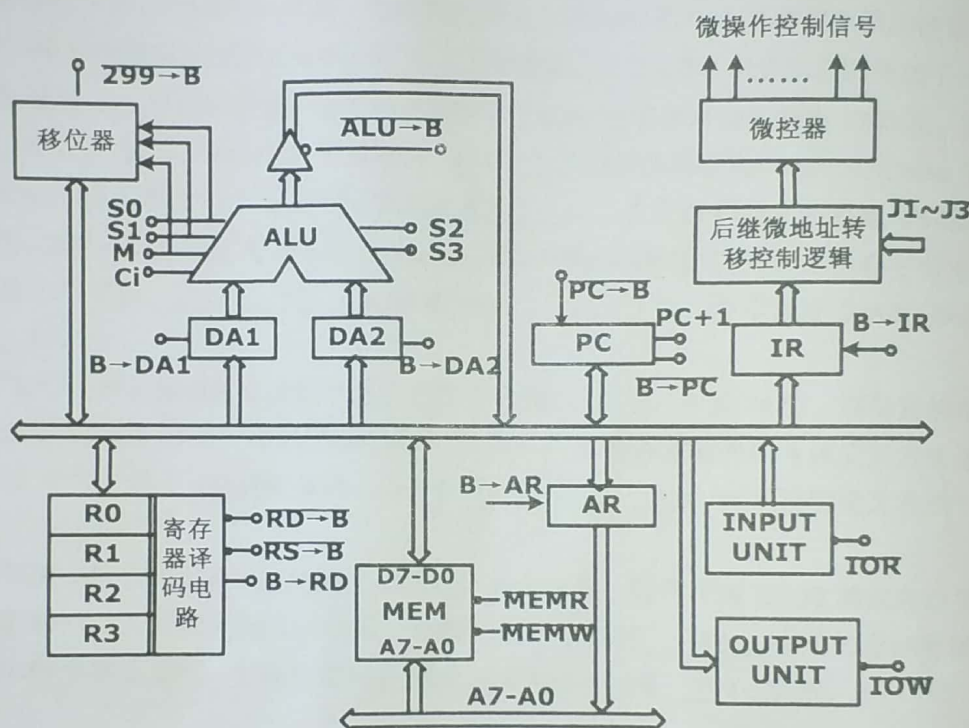 微操作控制信号
299→B
移位器
ALU→B
......
微控器
S0
S1
M
Ci
ALU
S2
S3
后继微地址转
移控制逻辑
JI~J3
PC→B
DA1
DA2
B→DA1
B→DA2
PC
PC+1
B→PC
IR
B→IR
R0
R1
R2
R3
寄存
器译
码电
路
RD→B
RS→B
B→RD
D7-D0
MEM
A7-A0
MEMR
MEMW
B→AR
AR
A7-A0
INPUT
UNIT
IOR
OUTPUT
UNIT
IOW